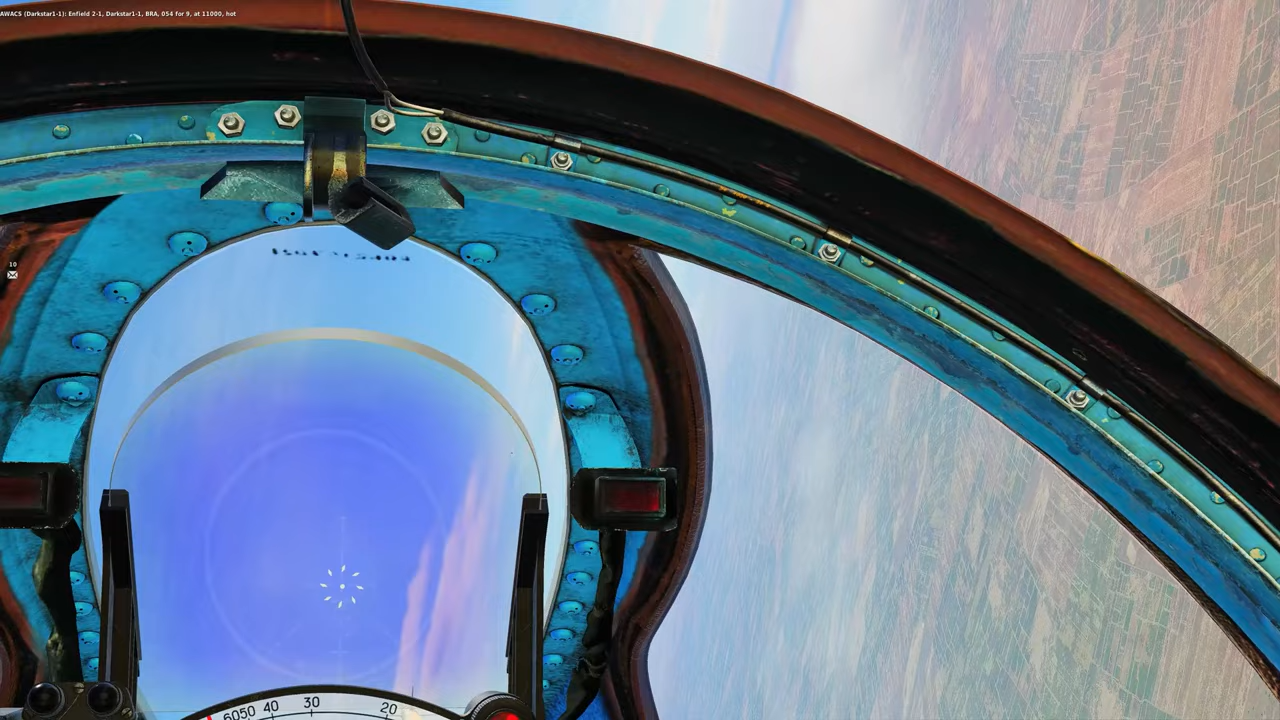 AWACS (Darkstar1-1): Enfield 2-1, Darkstar1-1, BRA, 054 for 9, at 11000, hot
10
6050 40 30 20